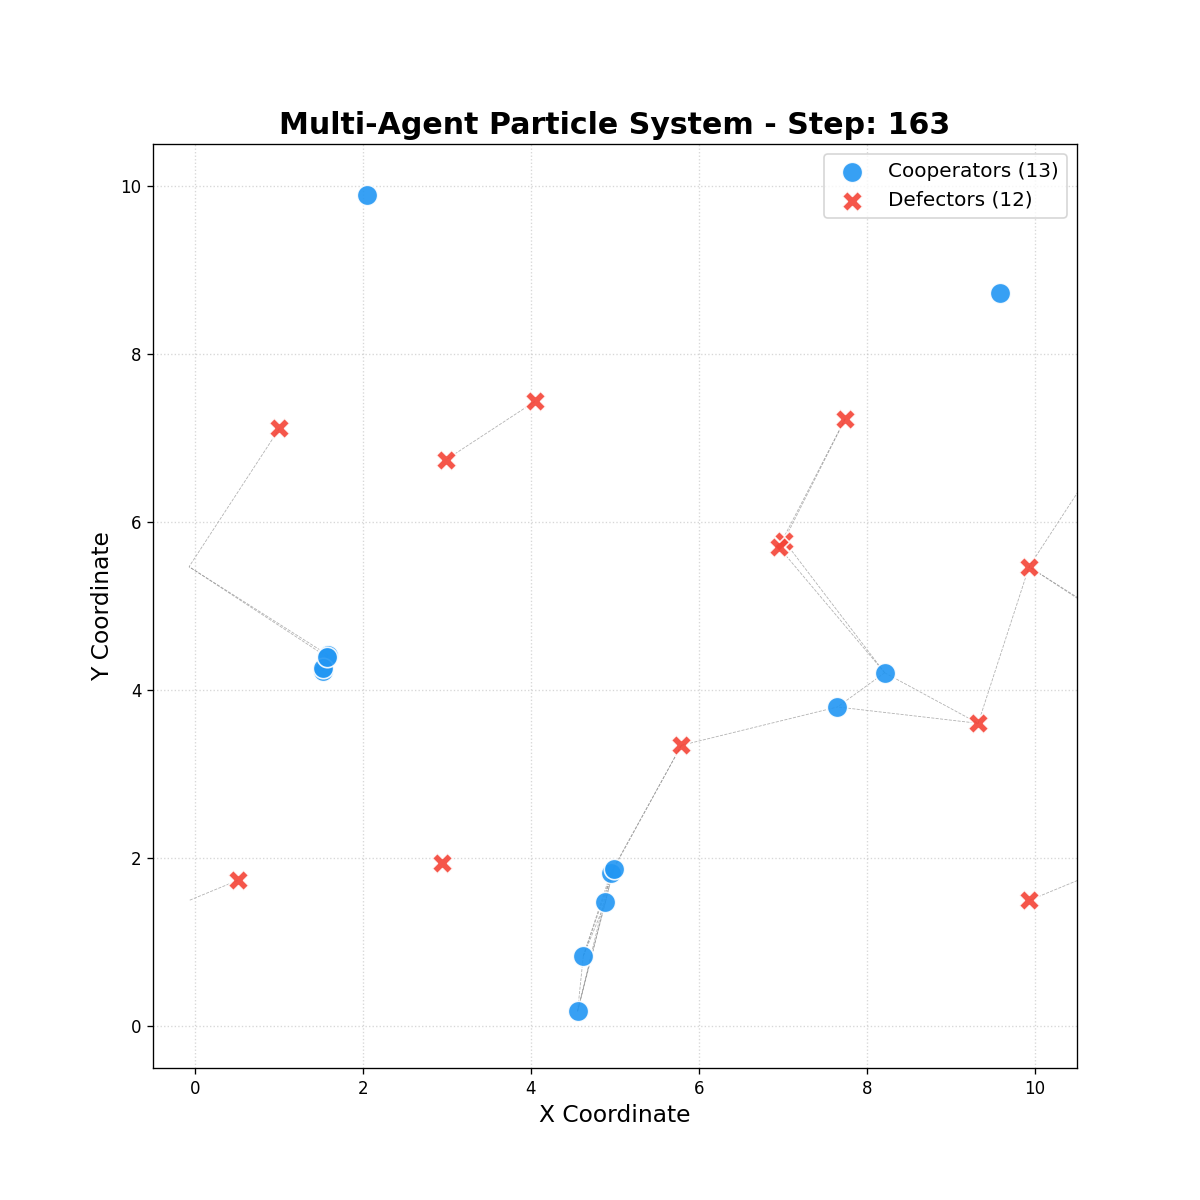 Multi-Agent Particle System - Step: 163
Cooperators (13)
Defectors (12)
10
8
6
4
2
0
Y Coordinate
0
2
4
6
8
10
X Coordinate